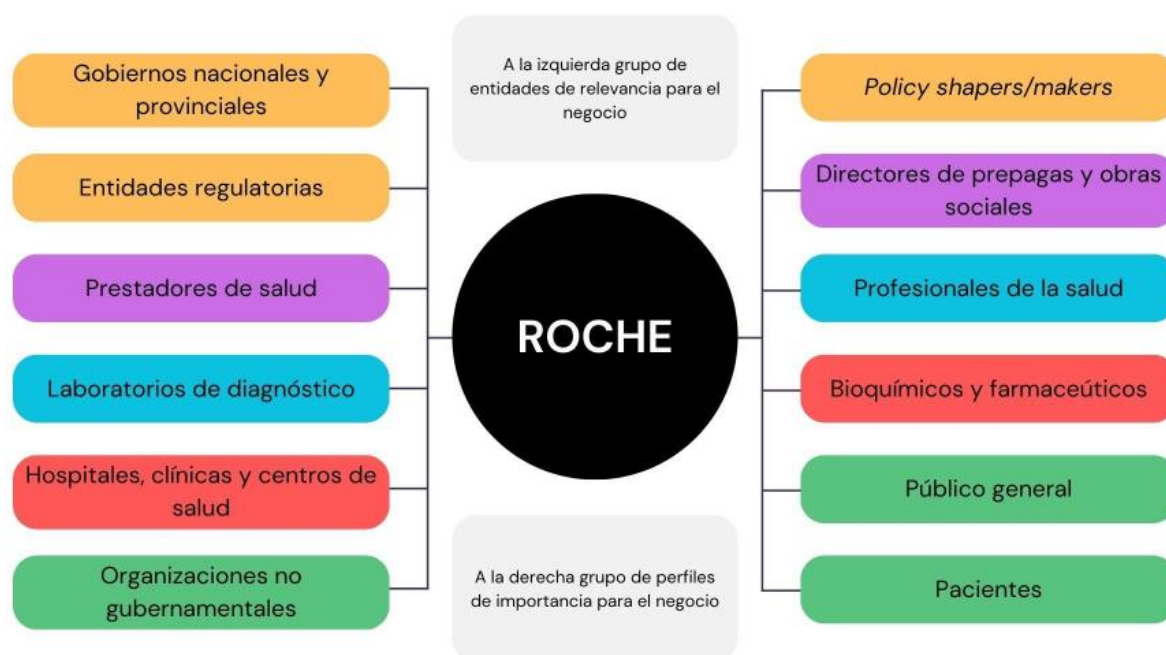 Gobiernos nacionales y
provinciales
Entidades regulatorias
Prestadores de salud
Laboratorios de diagnóstico
Hospitales, clínicas y centros de
salud
Organizaciones no
gubernamentales
A la izquierda grupo de
entidades de relevancia para el
negocio
ROCHE
A la derecha grupo de perfiles
de importancia para el negocio
Policy shapers/makers
Directores de prepagas y obras
sociales
Profesionales de la salud
Bioquímicos y farmaceúticos
Público general
Pacientes